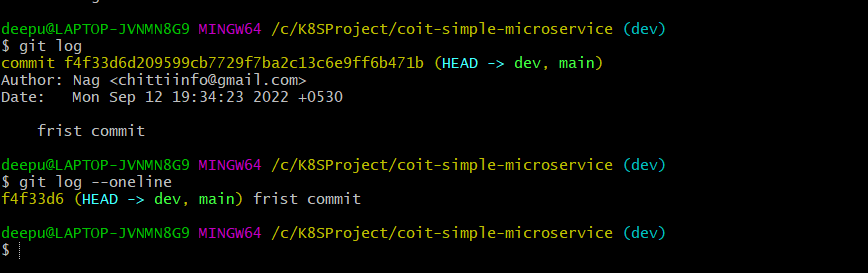 deepu@LAPTOP-JVNMN8G9 MINGW64 /c/K8SProject/coit-simple-microservice (dev)
$ git log
commit f4f33d6d209599cb7729f7ba2c13c6e9ff6b471b (HEAD -> dev, main)
Author: Nag <chittiinfo@gmail.com>
Date:   Mon Sep 12 19:34:23 2022 +0530
    frist commit
deepu@LAPTOP-JVNMN8G9 MINGW64 /c/K8SProject/coit-simple-microservice (dev)
$ git log --oneline
f4f33d6 (HEAD -> dev, main) frist commit
deepu@LAPTOP-JVNMN8G9 MINGW64 /c/K8SProject/coit-simple-microservice (dev)
$